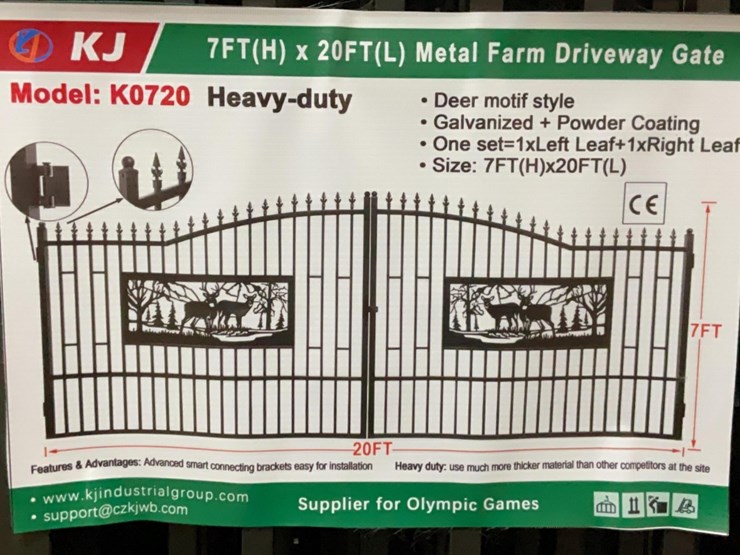 KJ
7FT(H) x 20FT(L) Metal Farm Driveway Gate
Model: K0720 Heavy-duty
• Deer motif style
• Galvanized + Powder Coating
• One set=1xLeft Leaf+1xRight Leaf
• Size: 7FT(H)x20FT(L)
CE
7FT
20FT
Features & Advantages: Advanced smart connecting brackets easy for installation Heavy duty: use much more thicker material than other competitors at the site
• www.kjindustrialgroup.com
• support@czkjwb.com
Supplier for Olympic Games